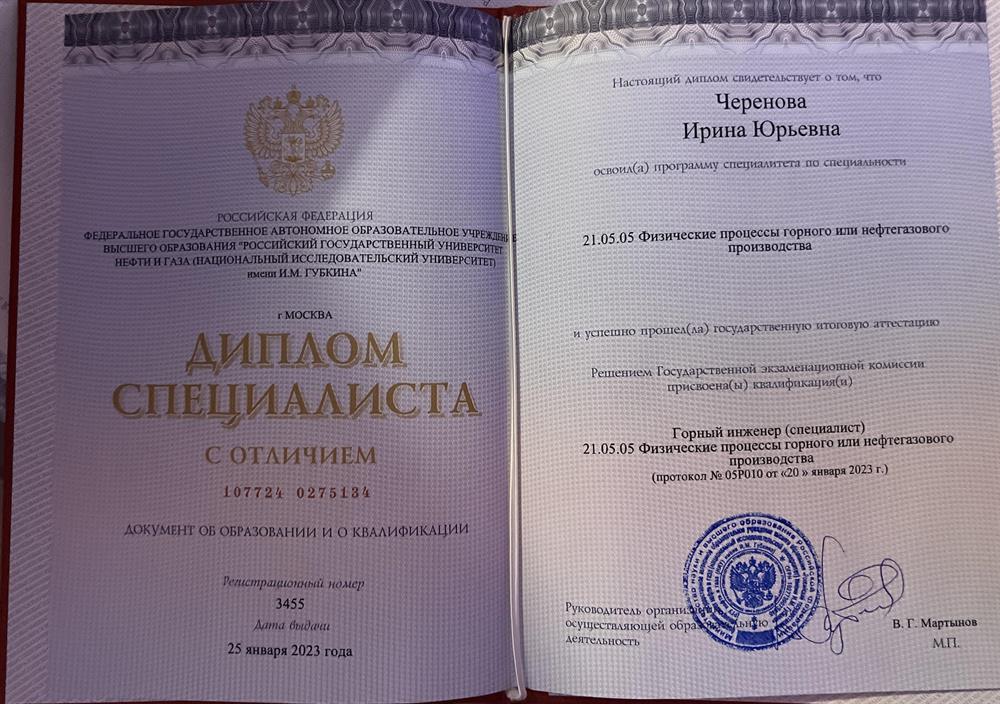 РОССИЙСКАЯ ФЕДЕРАЦИЯ
ФЕДЕРАЛЬНОЕ ГОСУДАРСТВЕННОЕ АВТОНОМНОЕ ОБРАЗОВАТЕЛЬНОЕ УЧРЕЖДЕНИЕ
ВЫСШЕГО ОБРАЗОВАНИЯ "РОССИЙСКИЙ ГОСУДАРСТВЕННЫЙ УНИВЕРСИТЕТ
НЕФТИ И ГАЗА (НАЦИОНАЛЬНЫЙ ИССЛЕДОВАТЕЛЬСКИЙ УНИВЕРСИТЕТ)
имени И.М. ГУБКИНА"
г МОСКВА
ДИПЛОМ
СПЕЦИАЛИСТА
С ОТЛИЧИЕМ
107724 0275134
ДОКУМЕНТ ОБ ОБРАЗОВАНИИ И О КВАЛИФИКАЦИИ
Регистрационный номер
3455
Дата выдачи
25 января 2023 года
Настоящий диплом свидетельствует о том, что
Черенова
Ирина Юрьевна
освоил(а) программу специалитета по специальности
21.05.05 Физические процессы горного или нефтегазового
производства
и успешно прошел(ла) государственную итоговую аттестацию
Решением Государственной экзаменационной комиссии
присвоена(ы) квалификация(и)
Горный инженер (специалист)
21.05.05 Физические процессы горного или нефтегазового
производства
(протокол № 05Р010 от «20 » января 2023 г.)
Руководитель организации,
осуществляющей образовательную
деятельность
В. Г. Мартынов
М.П.